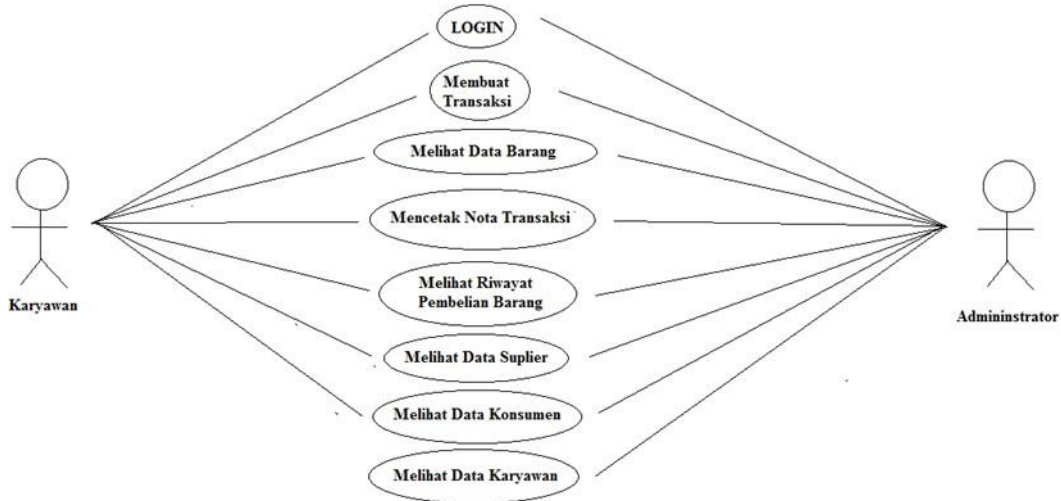 LOGIN
Membuat
Transaksi
Melihat Data Barang
Mencetak Nota Transaksi
Melihat Riwayat
Pembelian Barang
Karyawan
Admininstrator
Melihat Data Suplier
Melihat Data Konsumen
Melihat Data Karyawan